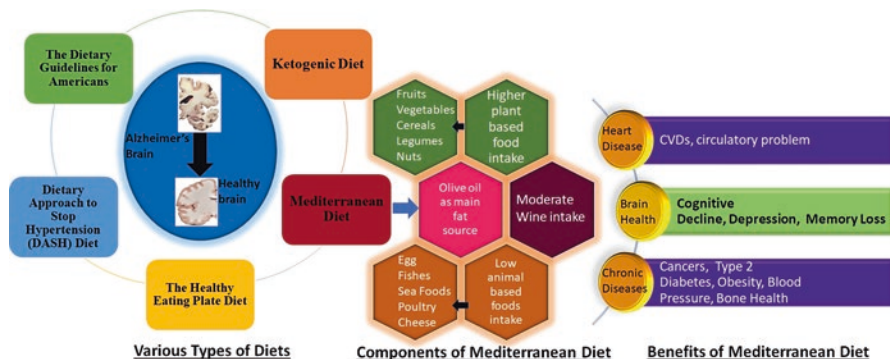 The Dietary
Guidelines for
Americans
Ketogenic Diet
Alzheimer's
Brain
Healthy
brain
Dietary Approach to
Stop Hypertension
(DASH) Diet
Mediterranean
Diet
The Healthy
Eating Plate Diet
Various Types of Diets
Fruits
Vegetables
Cereals
Legumes
Nuts
Higher
plant
based
food
intake
Olive oil
as main
fat
source
Moderate
Wine intake
Egg
Fishes
Sea Foods
Poultry
Cheese
Low
animal
based
foods
intake
Components of Mediterranean Diet
Heart
Disease
CVDs, circulatory problem
Brain
Health
Cognitive
Decline, Depression, Memory Loss
Chronic
Diseases
Cancers, Type 2
Diabetes, Obesity, Blood
Pressure, Bone Health
Benefits of Mediterranean Diet